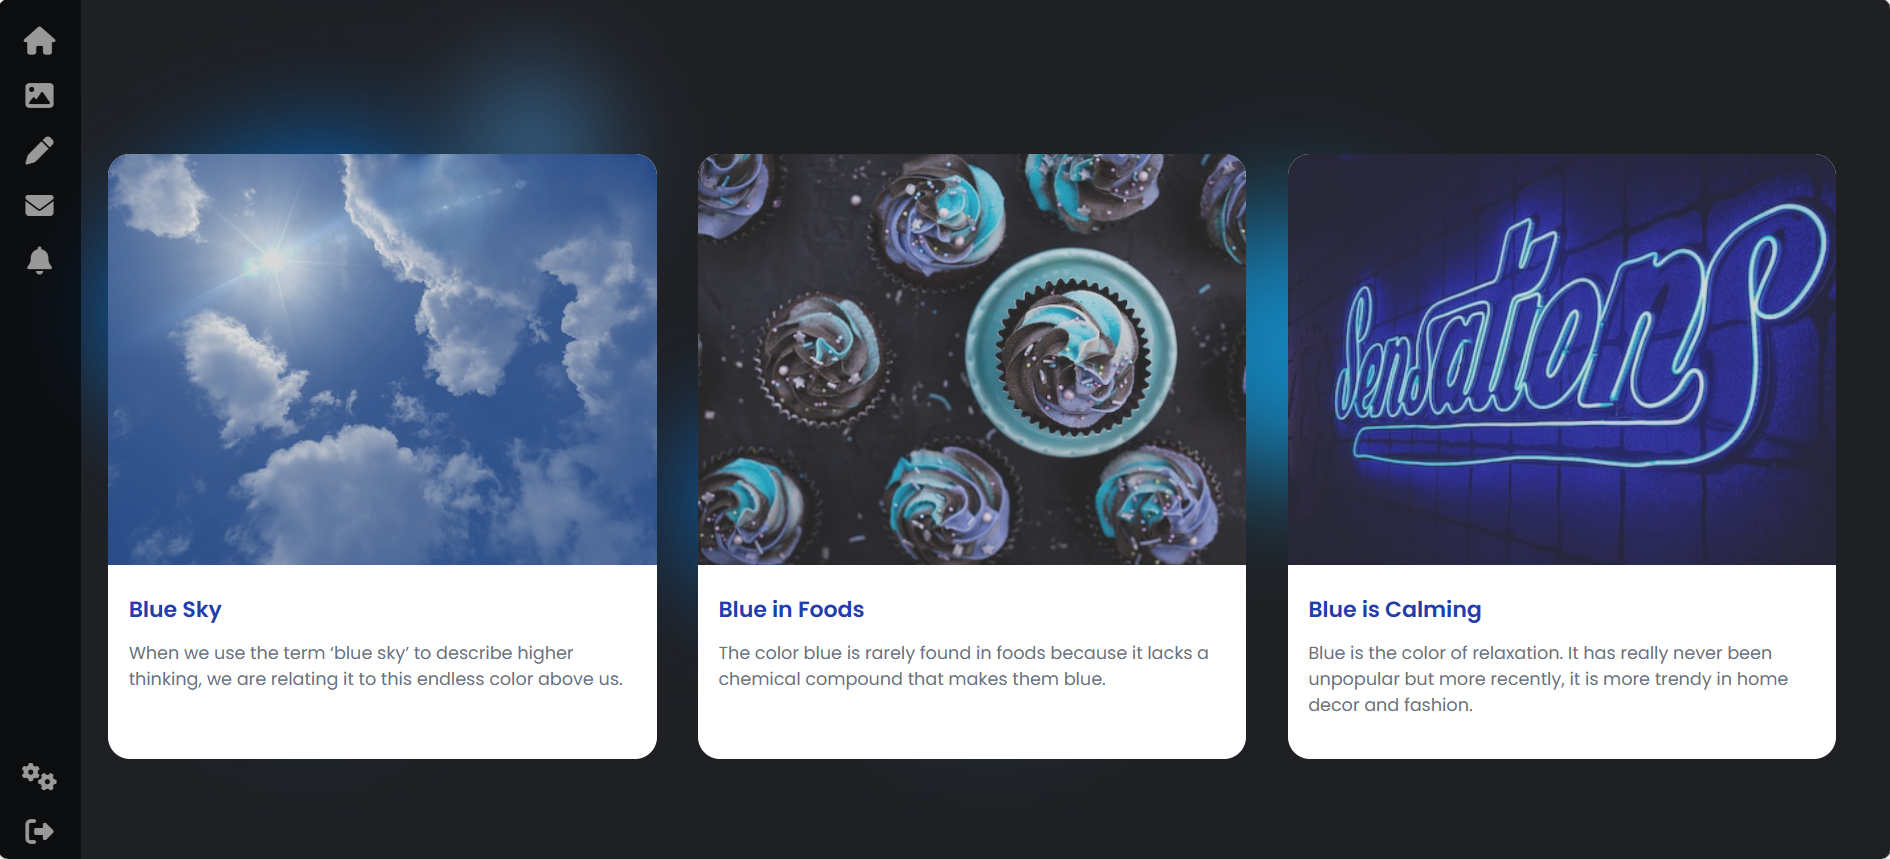 Sensations
Blue Sky
When we use the term ‘blue sky’ to describe higher
thinking, we are relating it to this endless color above us.
Blue in Foods
The color blue is rarely found in foods because it lacks a
chemical compound that makes them blue.
Blue is Calming
Blue is the color of relaxation. It has really never been
unpopular but more recently, it is more trendy in home
decor and fashion.